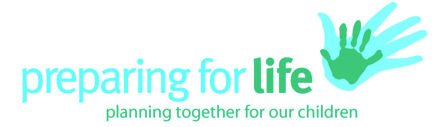 preparing for life
planning together for our children